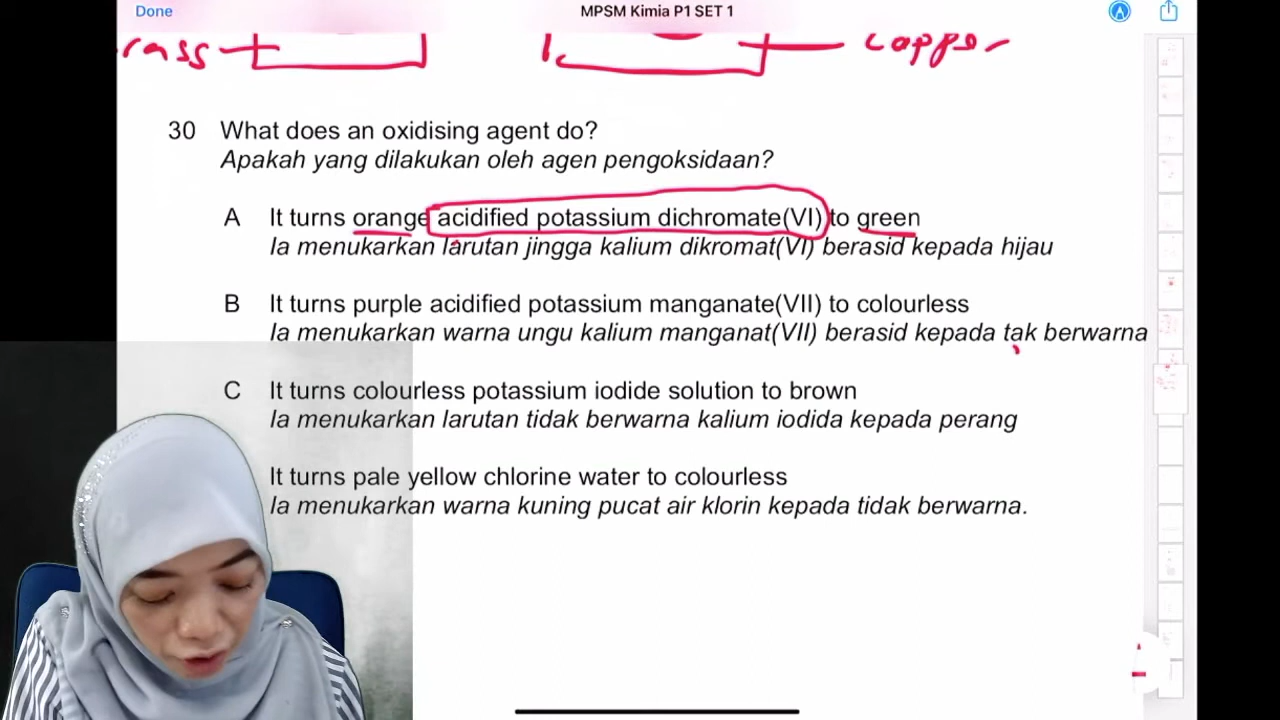 Done
MPSM Kimia P1 SET 1
rass
copper
30 What does an oxidising agent do?
Apakah yang dilakukan oleh agen pengoksidaan?
A It turns orange acidified potassium dichromate(VI) to green
Ia menukarkan larutan jingga kalium dikromat(VI) berasid kepada hijau
B It turns purple acidified potassium manganate(VII) to colourless
Ia menukarkan warna ungu kalium manganat(VII) berasid kepada tak berwarna
C It turns colourless potassium iodide solution to brown
Ia menukarkan larutan tidak berwarna kalium iodida kepada perang
It turns pale yellow chlorine water to colourless
Ia menukarkan warna kuning pucat air klorin kepada tidak berwarna.